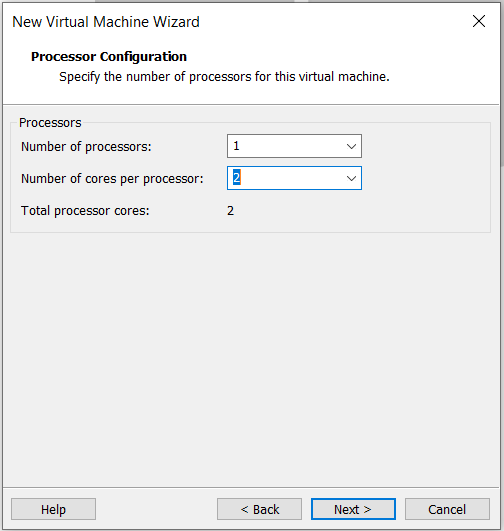 New Virtual Machine Wizard
Processor Configuration
Specify the number of processors for this virtual machine.
Processors
Number of processors: 1
Number of cores per processor: 2
Total processor cores: 2
Help < Back Next > Cancel